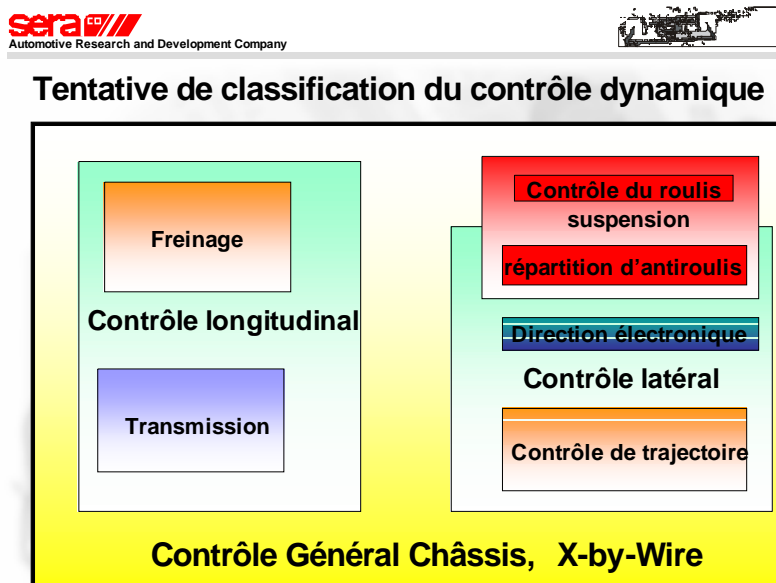 sera co
Automotive Research and Development Company
Tentative de classification du contrôle dynamique
Freinage
Contrôle longitudinal
Transmission
Contrôle du roulis
suspension
répartition d'antiroulis
Direction électronique
Contrôle latéral
Contrôle de trajectoire
Contrôle Général Châssis, X-by-Wire